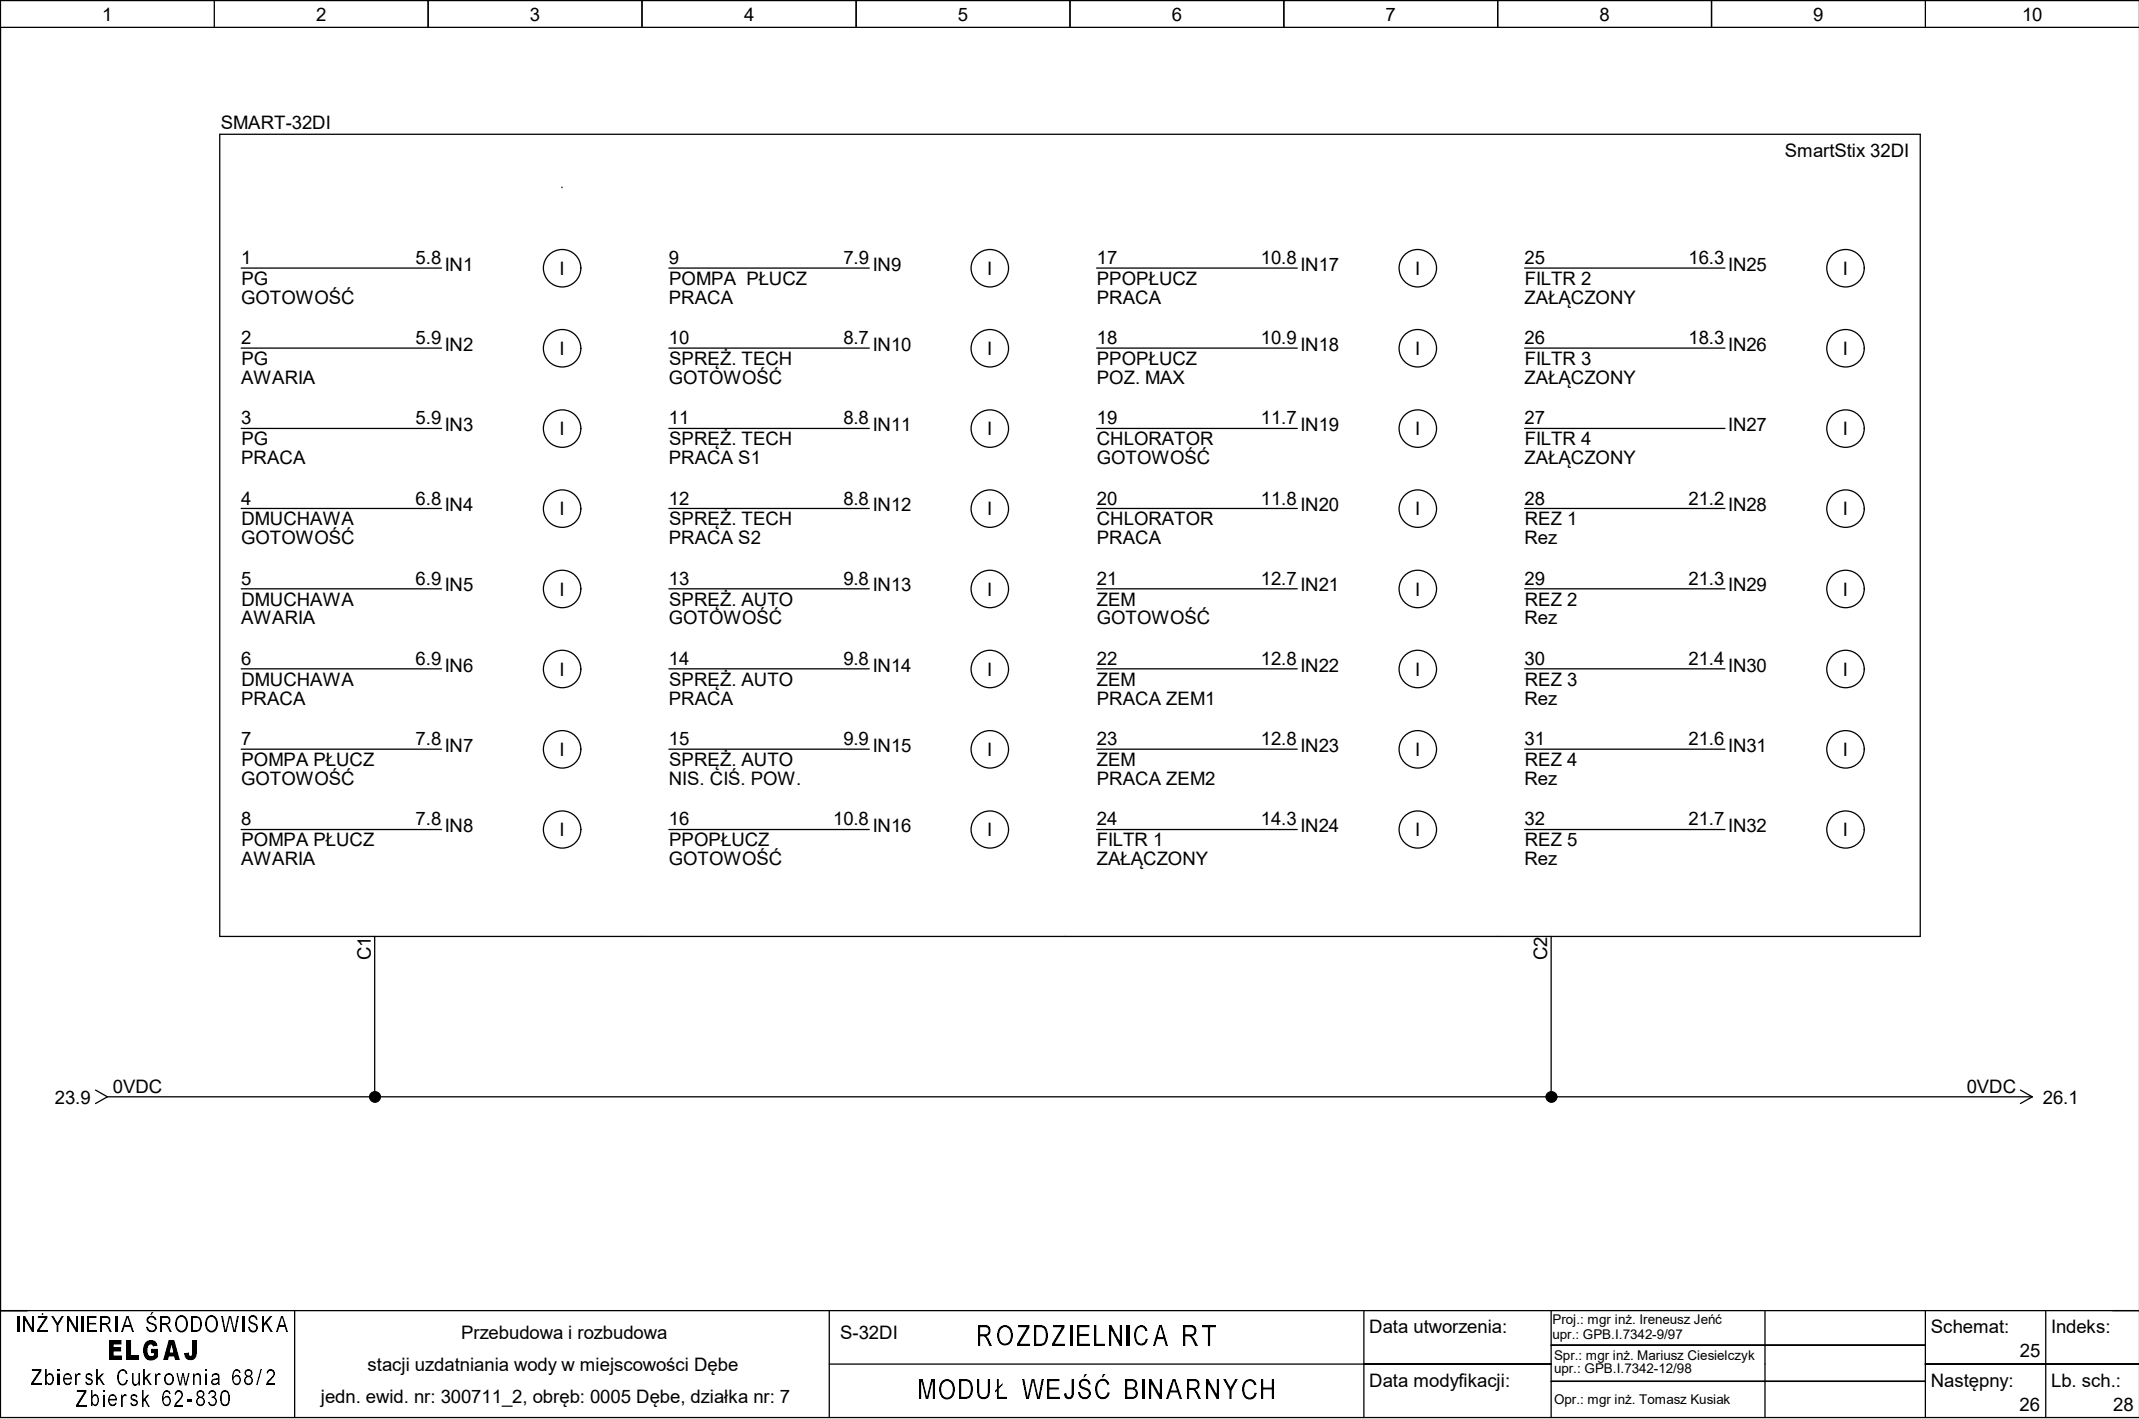 1 2 3 4 5 6 7 8 9 10
SMART-32DI
SmartStix 32DI
1 5.8 IN1 I
PG
GOTOWOŚĆ
2 5.9 IN2 I
PG
AWARIA
3 5.9 IN3 I
PG
PRACA
4 6.8 IN4 I
DMUCHAWA
GOTOWOŚĆ
5 6.9 IN5 I
DMUCHAWA
AWARIA
6 6.9 IN6 I
DMUCHAWA
PRACA
7 7.8 IN7 I
POMPA PŁUCZ
GOTOWOŚĆ
8 7.8 IN8 I
POMPA PŁUCZ
AWARIA
9 7.9 IN9 I
POMPA PŁUCZ
PRACA
10 8.7 IN10 I
SPRĘŻ. TECH
GOTOWOŚĆ
11 8.8 IN11 I
SPRĘŻ. TECH
PRACA S1
12 8.8 IN12 I
SPRĘŻ. TECH
PRACA S2
13 9.8 IN13 I
SPRĘŻ. AUTO
GOTOWOŚĆ
14 9.8 IN14 I
SPRĘŻ. AUTO
PRACA
15 9.9 IN15 I
SPRĘŻ. AUTO
NIS. CIŚ. POW.
16 10.8 IN16 I
PPOPŁUCZ
GOTOWOŚĆ
17 10.8 IN17 I
PPOPŁUCZ
PRACA
18 10.9 IN18 I
PPOPŁUCZ
POZ. MAX
19 11.7 IN19 I
CHLORATOR
GOTOWOŚĆ
20 11.8 IN20 I
CHLORATOR
PRACA
21 12.7 IN21 I
ZEM
GOTOWOŚĆ
22 12.8 IN22 I
ZEM
PRACA ZEM1
23 12.8 IN23 I
ZEM
PRACA ZEM2
24 14.3 IN24 I
FILTR 1
ZAŁĄCZONY
25 16.3 IN25 I
FILTR 2
ZAŁĄCZONY
26 18.3 IN26 I
FILTR 3
ZAŁĄCZONY
27 IN27 I
FILTR 4
ZAŁĄCZONY
28 21.2 IN28 I
REZ 1
Rez
29 21.3 IN29 I
REZ 2
Rez
30 21.4 IN30 I
REZ 3
Rez
31 21.6 IN31 I
REZ 4
Rez
32 21.7 IN32 I
REZ 5
Rez
C1 C2
23.9 0VDC 0VDC 26.1
INŻYNIERIA ŚRODOWISKA
ELGAJ
Zbiersk Cukrownia 68/2
Zbiersk 62-830
Przebudowa i rozbudowa
stacji uzdatniania wody w miejscowości Dębe
jedn. ewid. nr: 300711_2, obręb: 0005 Dębe, działka nr: 7
S-32DI ROZDZIELNICA RT
MODUŁ WEJŚĆ BINARNYCH
Data utworzenia:
Data modyfikacji:
Proj.: mgr inż. Ireneusz Jeńć
upr.: GPB.I.7342-9/97
Spr.: mgr inż. Mariusz Ciesielczyk
upr.: GPB.I.7342-12/98
Opr.: mgr inż. Tomasz Kusiak
Schemat:
25
Indeks:
Następny:
26
Lb. sch.:
28